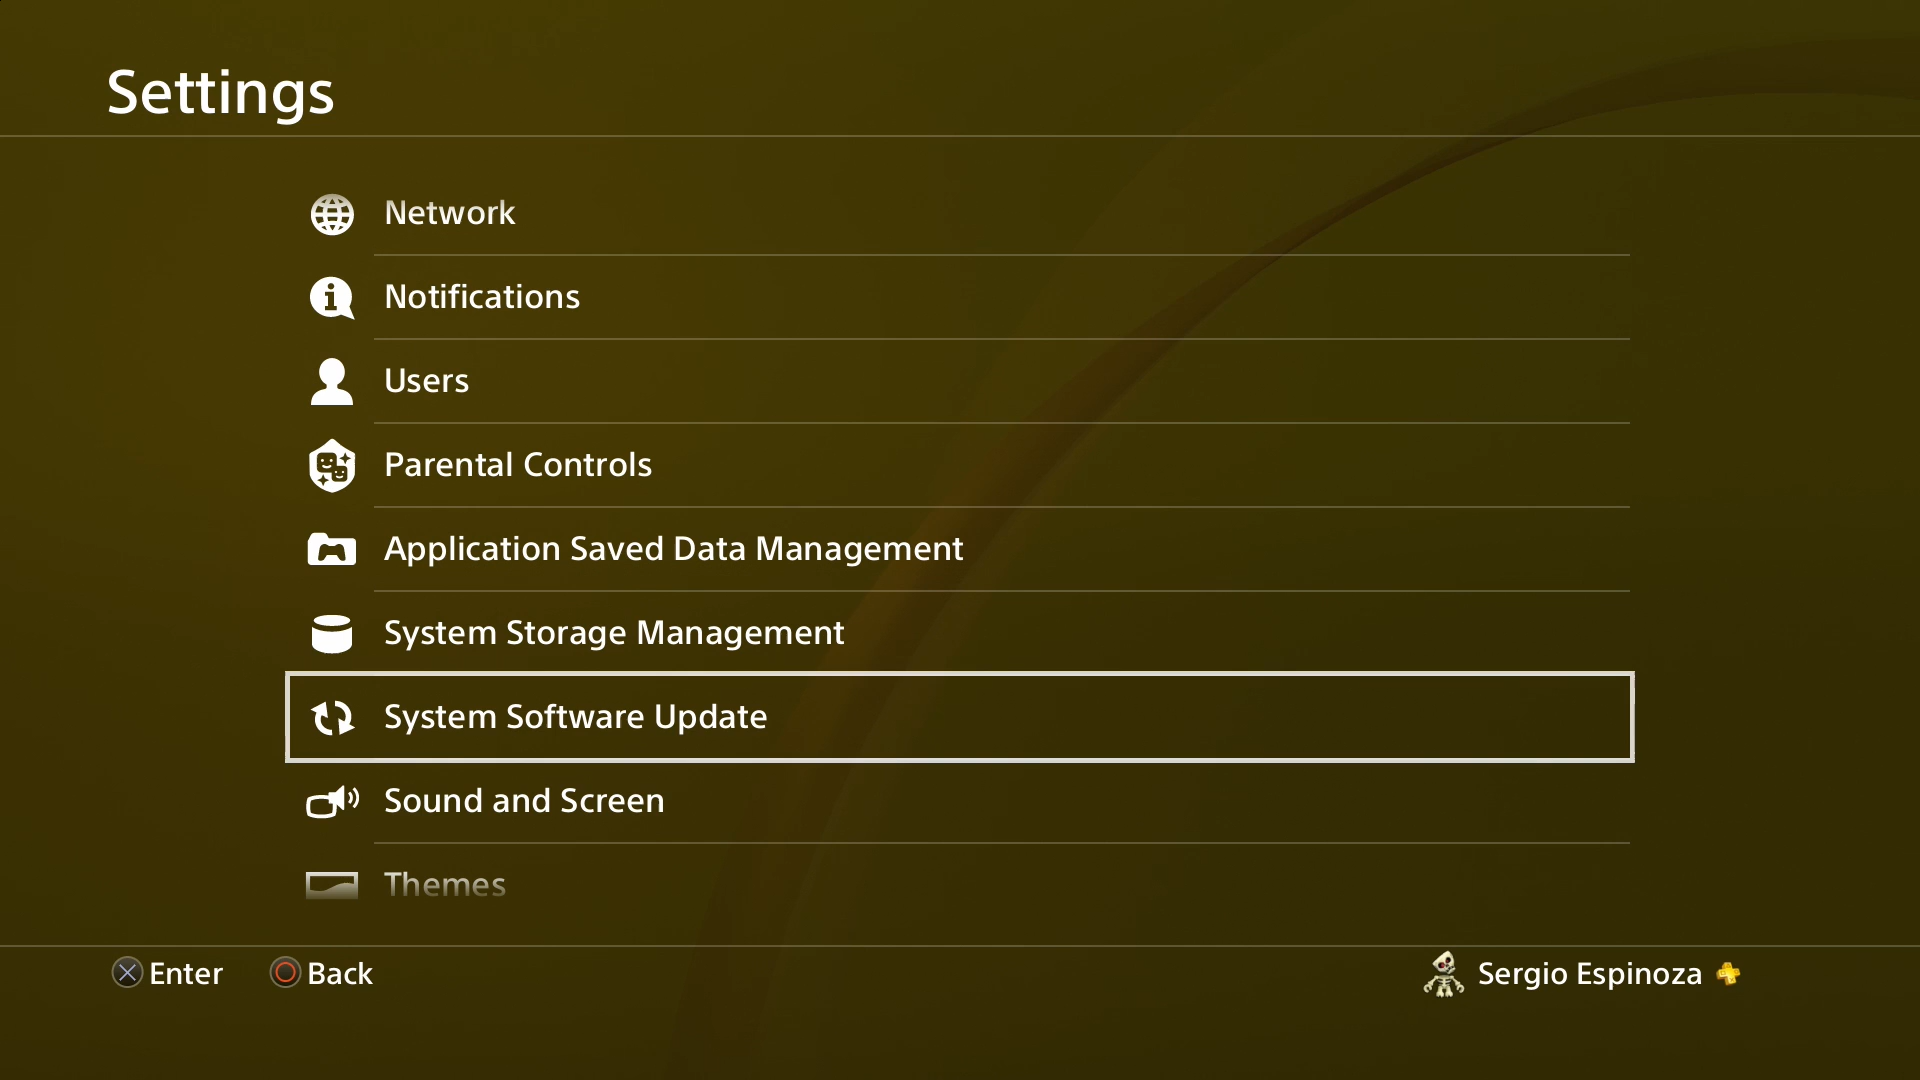 Settings
Network
Notifications
Users
Parental Controls
Application Saved Data Management
System Storage Management
System Software Update
Sound and Screen
Themes
Enter Back Sergio Espinoza